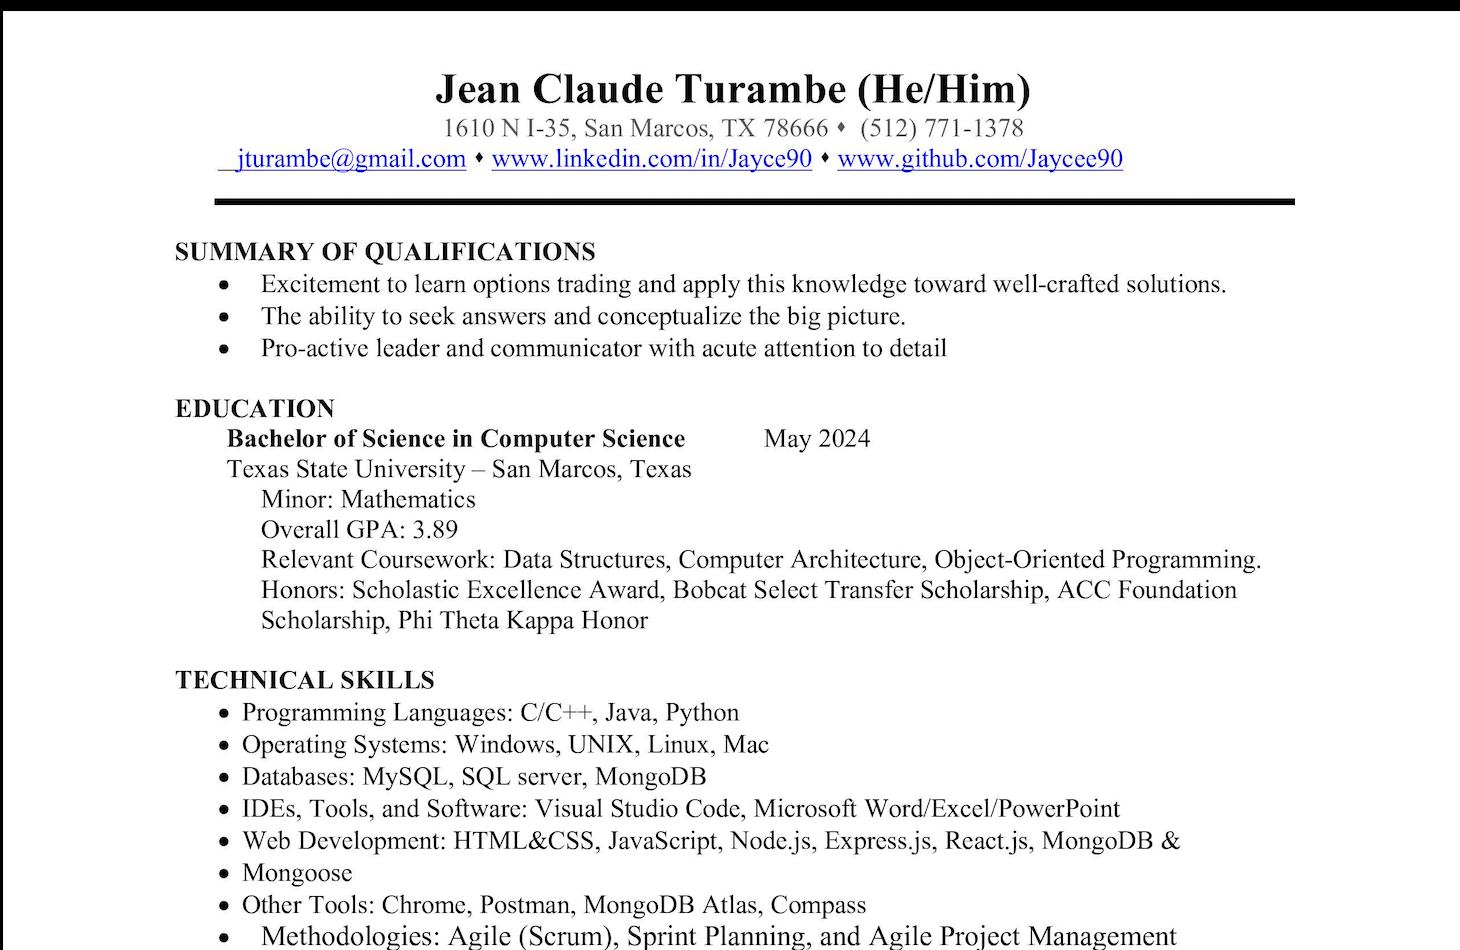 Jean Claude Turambe (He/Him)
1610 N I-35, San Marcos, TX 78666 ♦ (512) 771-1378
jturambe@gmail.com ♦ www.linkedin.com/in/Jayce90 ♦ www.github.com/Jaycee90
SUMMARY OF QUALIFICATIONS
• Excitement to learn options trading and apply this knowledge toward well-crafted solutions.
• The ability to seek answers and conceptualize the big picture.
• Pro-active leader and communicator with acute attention to detail
EDUCATION
Bachelor of Science in Computer Science May 2024
Texas State University – San Marcos, Texas
Minor: Mathematics
Overall GPA: 3.89
Relevant Coursework: Data Structures, Computer Architecture, Object-Oriented Programming.
Honors: Scholastic Excellence Award, Bobcat Select Transfer Scholarship, ACC Foundation
Scholarship, Phi Theta Kappa Honor
TECHNICAL SKILLS
• Programming Languages: C/C++, Java, Python
• Operating Systems: Windows, UNIX, Linux, Mac
• Databases: MySQL, SQL server, MongoDB
• IDEs, Tools, and Software: Visual Studio Code, Microsoft Word/Excel/PowerPoint
• Web Development: HTML&CSS, JavaScript, Node.js, Express.js, React.js, MongoDB &
• Mongoose
• Other Tools: Chrome, Postman, MongoDB Atlas, Compass
• Methodologies: Agile (Scrum), Sprint Planning, and Agile Project Management